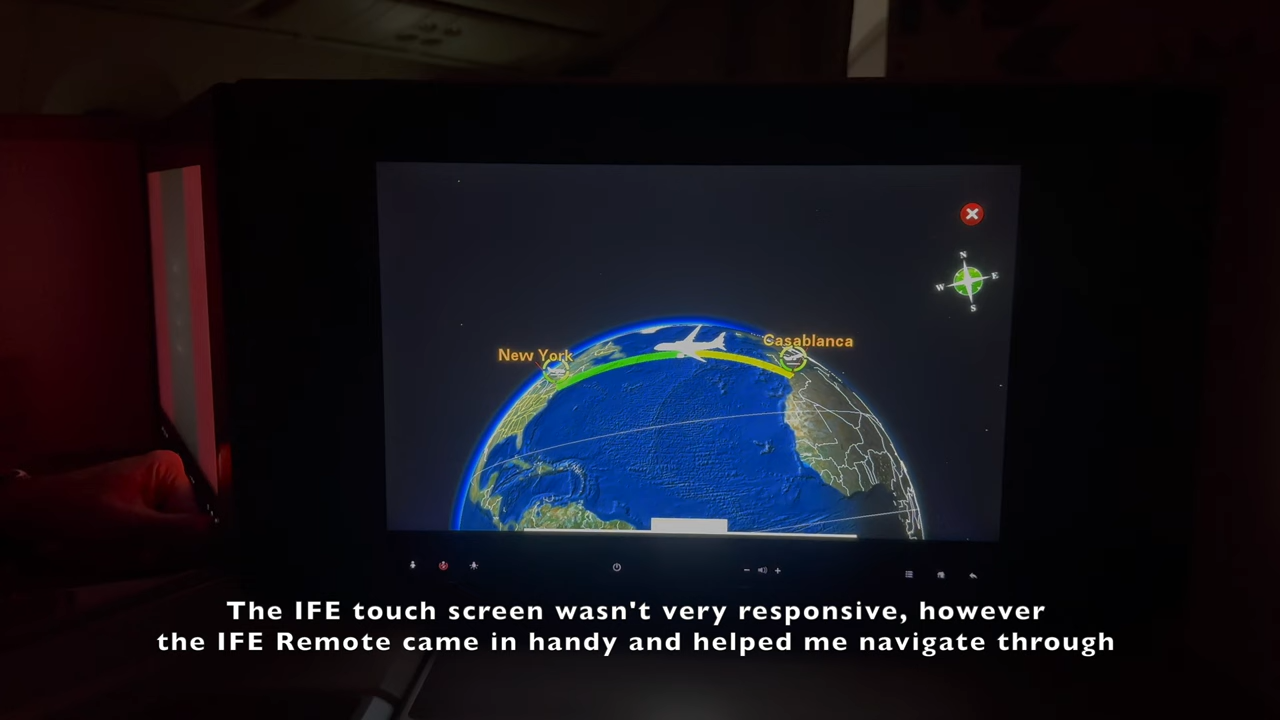 N
W E
S
New York
Casablanca
The IFE touch screen wasn't very responsive, however
the IFE Remote came in handy and helped me navigate through